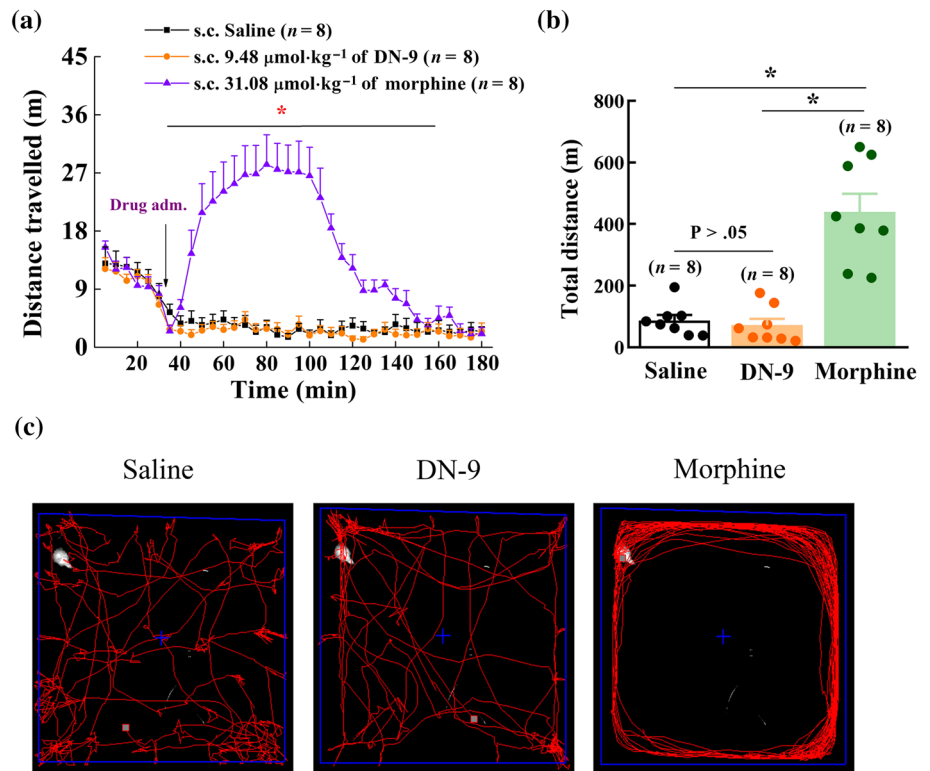 (a)
s.c. Saline (n = 8)
s.c. 9.48 μmol·kg⁻¹ of DN-9 (n = 8)
s.c. 31.08 μmol·kg⁻¹ of morphine (n = 8)
*
Drug adm.
Distance travelled (m)
45
36
27
18
9
0
0 20 40 60 80 100 120 140 160 180
Time (min)
(b)
*
*
(n = 8)
P > .05
(n = 8)
(n = 8)
Total distance (m)
800
600
400
200
0
Saline DN-9 Morphine
(c)
Saline DN-9 Morphine